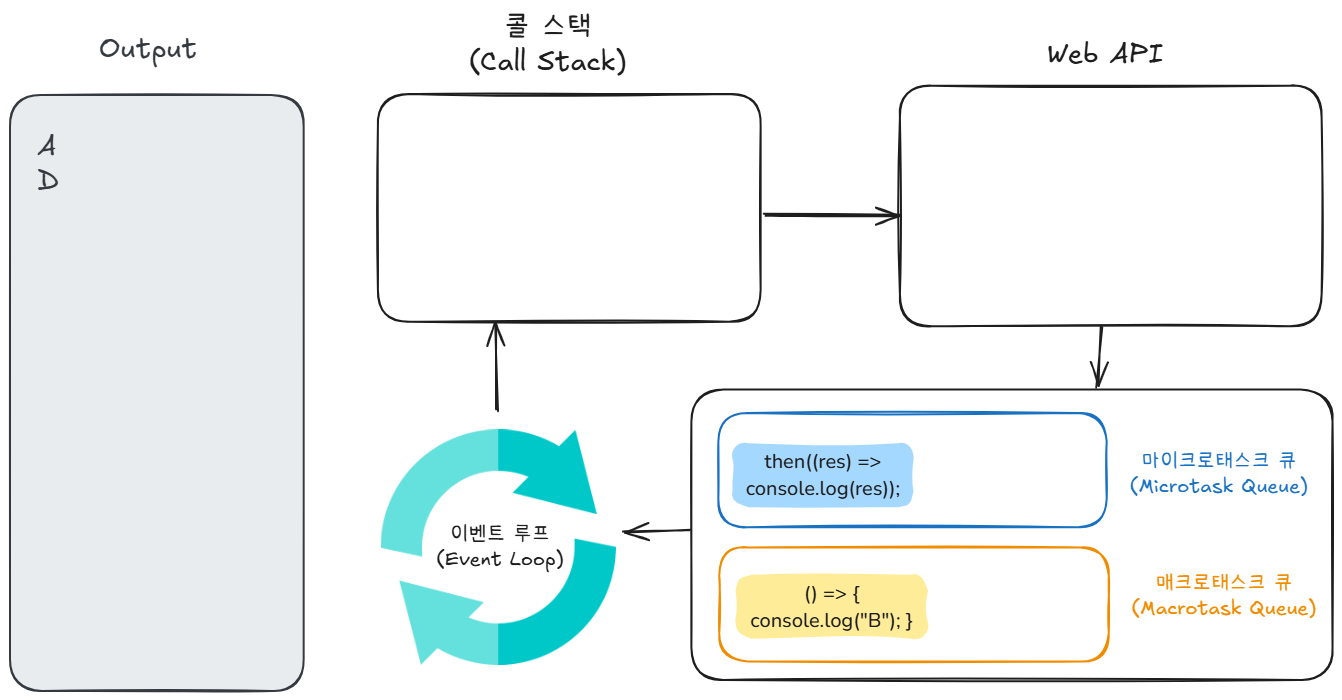 Output
A
D
콜 스택
(Call Stack)
Web API
이벤트 루프
(Event Loop)
then((res) =>
console.log(res));
마이크로태스크 큐
(Microtask Queue)
() => {
console.log("B"); }
매크로태스크 큐
(Macrotask Queue)